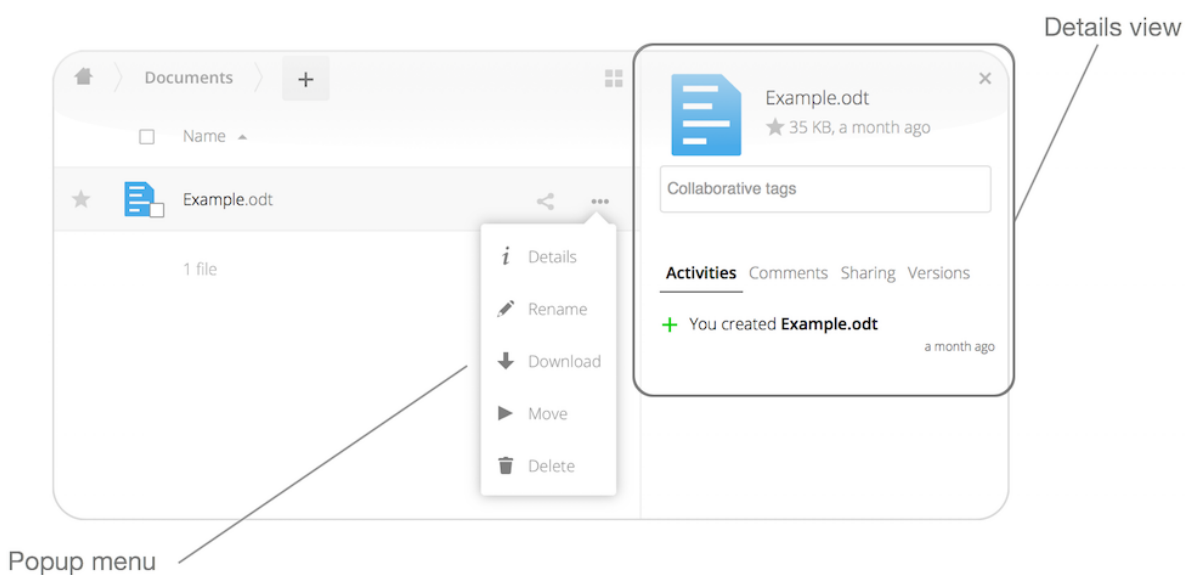 Details view
Documents
+
Example.odt
35 KB, a month ago
Name
Example.odt
Collaborative tags
1 file
Details
Activities Comments Sharing Versions
Rename
You created Example.odt
a month ago
Download
Move
Delete
Popup menu